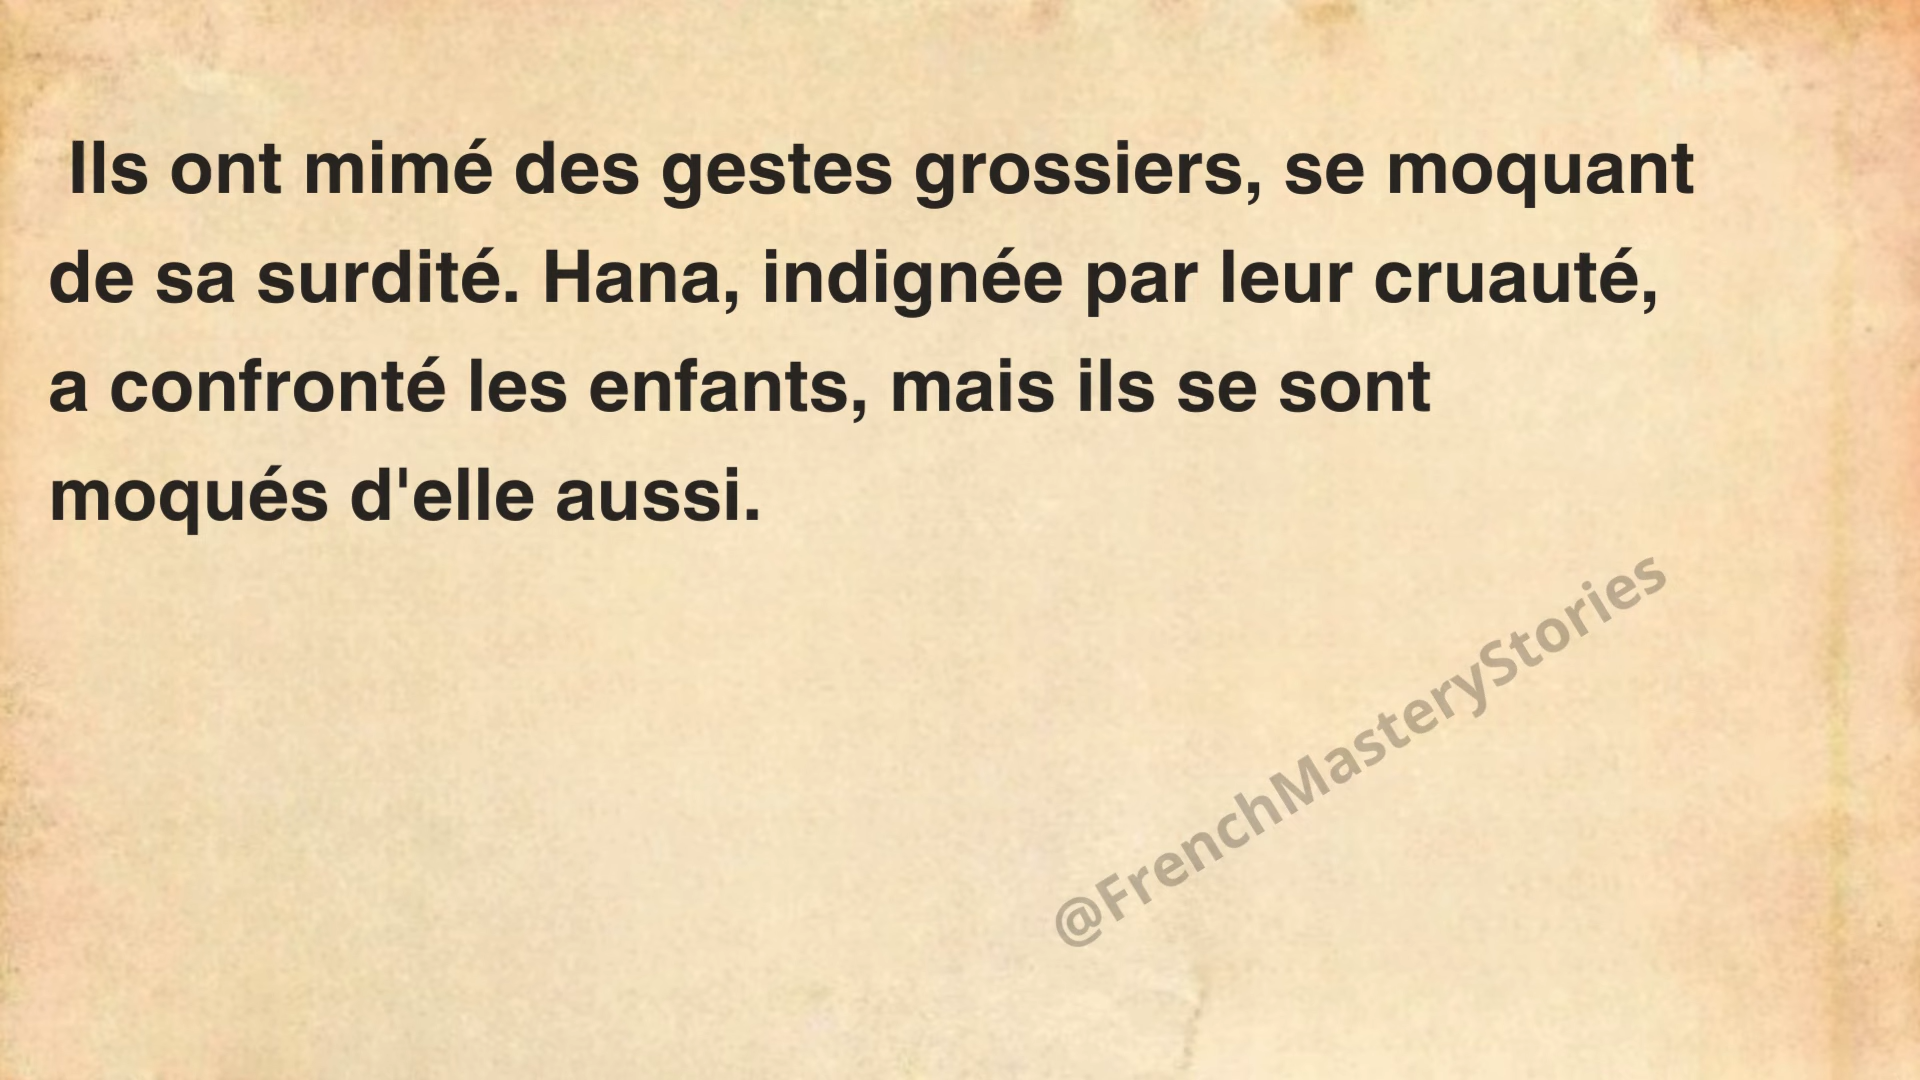 Ils ont mimé des gestes grossiers, se moquant
de sa surdité. Hana, indignée par leur cruauté,
a confronté les enfants, mais ils se sont
moqués d'elle aussi.
@FrenchMasteryStories